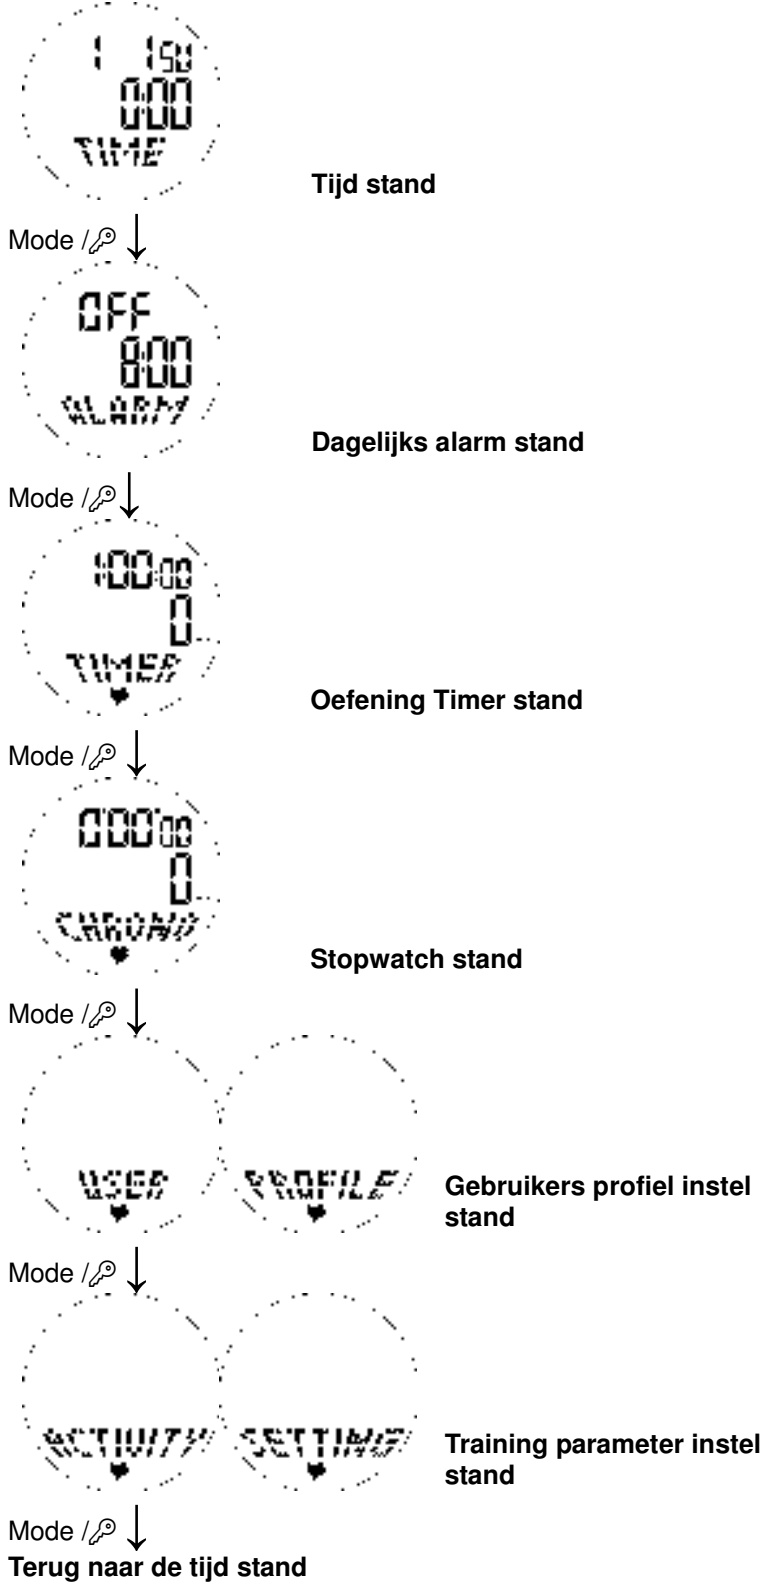 1 1SU
0:00
TIME
Tijd stand
Mode /
OFF
8:00
ALARM
Dagelijks alarm stand
Mode /
1:00:00
0
TIMER
Oefening Timer stand
Mode /
0'00"00
0
CHRONO
Stopwatch stand
Mode /
USER PROFILE
Gebruikers profiel instel
stand
Mode /
ACTIVITY SETTING
Training parameter instel
stand
Mode /
Terug naar de tijd stand